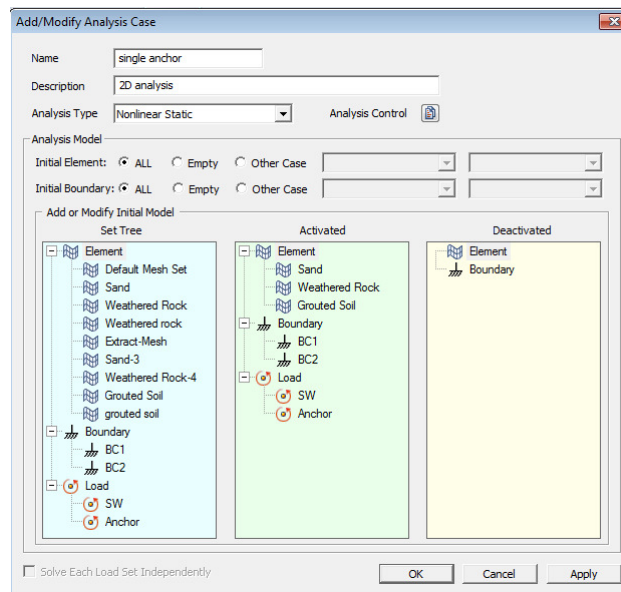 Add/Modify Analysis Case
Name single anchor
Description 2D analysis
Analysis Type Nonlinear Static Analysis Control
Analysis Model
Initial Element: ALL Empty Other Case
Initial Boundary: ALL Empty Other Case
Add or Modify Initial Model
Set Tree
Element
Default Mesh Set
Sand
Weathered Rock
Weathered rock
Extract-Mesh
Sand-3
Weathered Rock-4
Grouted Soil
grouted soil
Boundary
BC1
BC2
Load
SW
Anchor
Activated
Element
Sand
Weathered Rock
Grouted Soil
Boundary
BC1
BC2
Load
SW
Anchor
Deactivated
Element
Boundary
Solve Each Load Set Independently
OK Cancel Apply